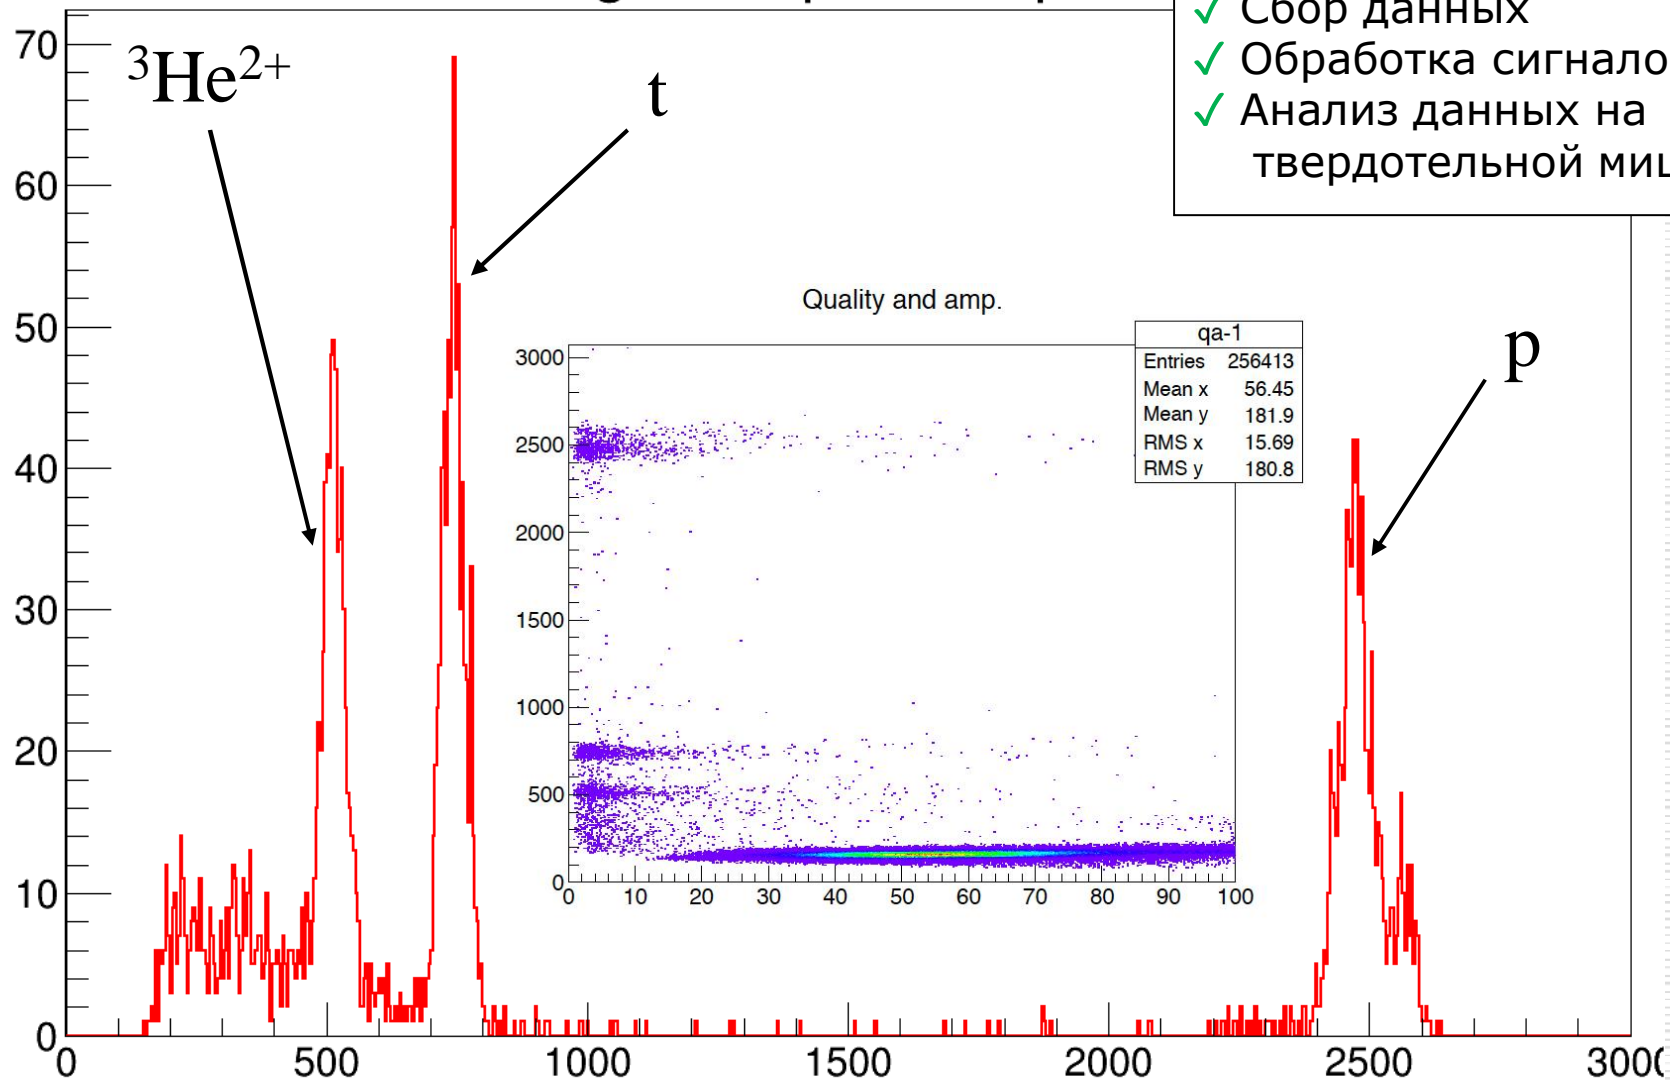 ✓ Сбор данных
✓ Обработка
✓ Анализ данных на
твердотельной
³He²⁺
t
p
70
60
50
40
30
20
10
0
0 500 1000 1500 2000 2500
Quality and amp.
qa-1
Entries 256413
Mean x 56.45
Mean y 181.9
RMS x 15.69
RMS y 180.8
3000
2500
2000
1500
1000
500
0
0 10 20 30 40 50 60 70 80 90 100